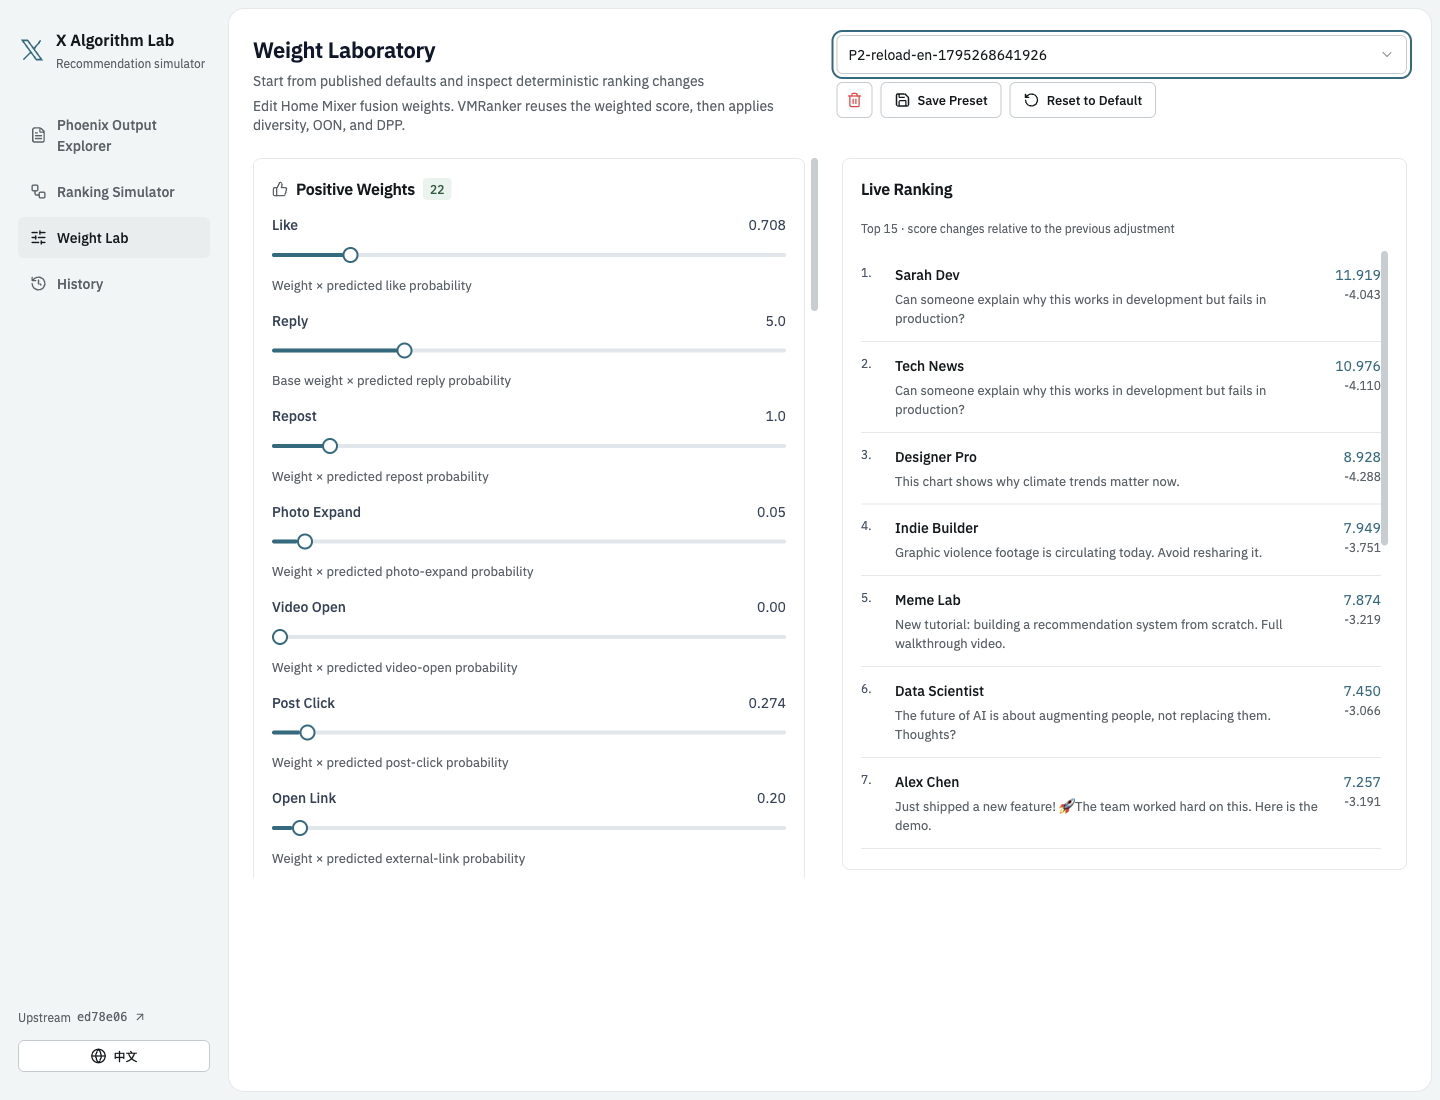 X Algorithm Lab
Recommendation simulator
Phoenix Output
Explorer
Ranking Simulator
Weight Lab
History
Upstream ed78e06
中文
Weight Laboratory
Start from published defaults and inspect deterministic ranking changes
Edit Home Mixer fusion weights. VMRanker reuses the weighted score, then applies
diversity, OON, and DPP.
P2-reload-en-1795268641926
Save Preset
Reset to Default
Positive Weights 22
Like 0.708
Weight × predicted like probability
Reply 5.0
Base weight × predicted reply probability
Repost 1.0
Weight × predicted repost probability
Photo Expand 0.05
Weight × predicted photo-expand probability
Video Open 0.00
Weight × predicted video-open probability
Post Click 0.274
Weight × predicted post-click probability
Open Link 0.20
Weight × predicted external-link probability
Live Ranking
Top 15 · score changes relative to the previous adjustment
1. Sarah Dev 11.919
Can someone explain why this works in development but fails in -4.043
production?
2. Tech News 10.976
Can someone explain why this works in development but fails in -4.110
production?
3. Designer Pro 8.928
This chart shows why climate trends matter now. -4.288
4. Indie Builder 7.949
Graphic violence footage is circulating today. Avoid resharing it. -3.751
5. Meme Lab 7.874
New tutorial: building a recommendation system from scratch. Full -3.219
walkthrough video.
6. Data Scientist 7.450
The future of AI is about augmenting people, not replacing them. -3.066
Thoughts?
7. Alex Chen 7.257
Just shipped a new feature! 🚀The team worked hard on this. Here is the -3.191
demo.